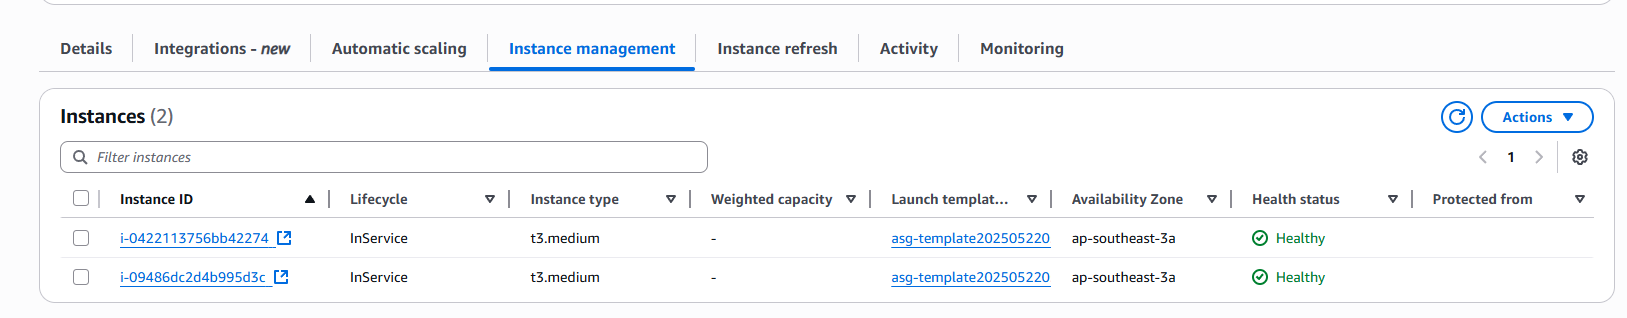 Details Integrations - new Automatic scaling Instance management Instance refresh Activity Monitoring
Instances (2)
Actions
Filter instances
1
Instance ID Lifecycle Instance type Weighted capacity Launch templat... Availability Zone Health status Protected from
i-0422113756bb42274 InService t3.medium - asg-template202505220 ap-southeast-3a Healthy
i-09486dc2d4b995d3c InService t3.medium - asg-template202505220 ap-southeast-3a Healthy